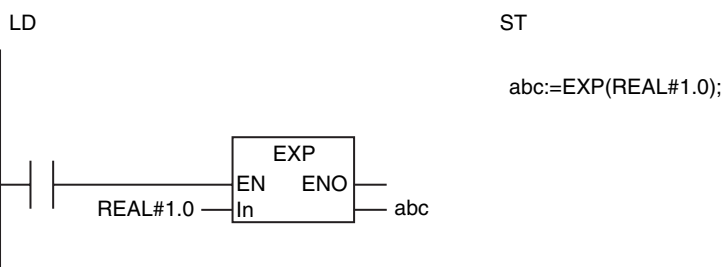 LD
ST
abc:=EXP(REAL#1.0);
EXP
EN ENO
REAL#1.0 In abc